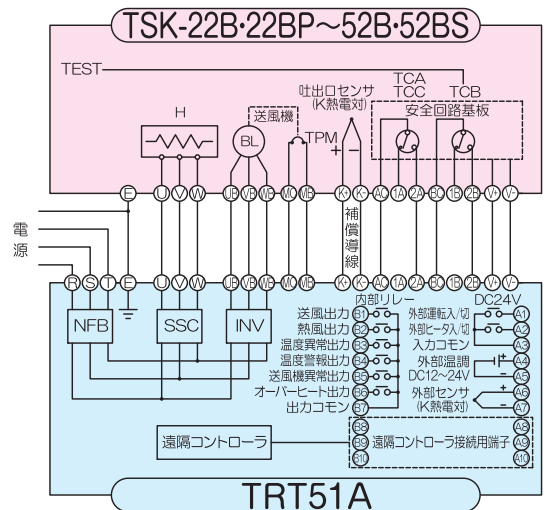 TSK-22B･22BP～52B･52BS
TEST
H
送風機
BL
TPM
吐出口センサ
(K熱電対)
+ −
TCA
TCC
TCB
安全回路基板
E U V W UB VB WB MC MB K+ K- AC 1A 2A BC 1B 2B V+ V-
電源
補償導線
R S T E U V W UB VB WB MC MB K+ K- AC 1A 2A BC 1B 2B V+ V-
NFB
SSC
INV
内部リレー
送風出力 B1
熱風出力 B2
温度異常出力 B3
温度警報出力 B4
送風機異常出力 B5
オーバーヒート出力 B6
出力コモン B7
B8
B9
B10
DC24V
外部運転入/切 A1
外部ヒータ入/切 A2
入力コモン A3
外部温調 + A4
DC12～24V − A5
外部センサ + A6
(K熱電対) − A7
A8
A9
A10
遠隔コントローラ
遠隔コントローラ接続用端子
TRT51A